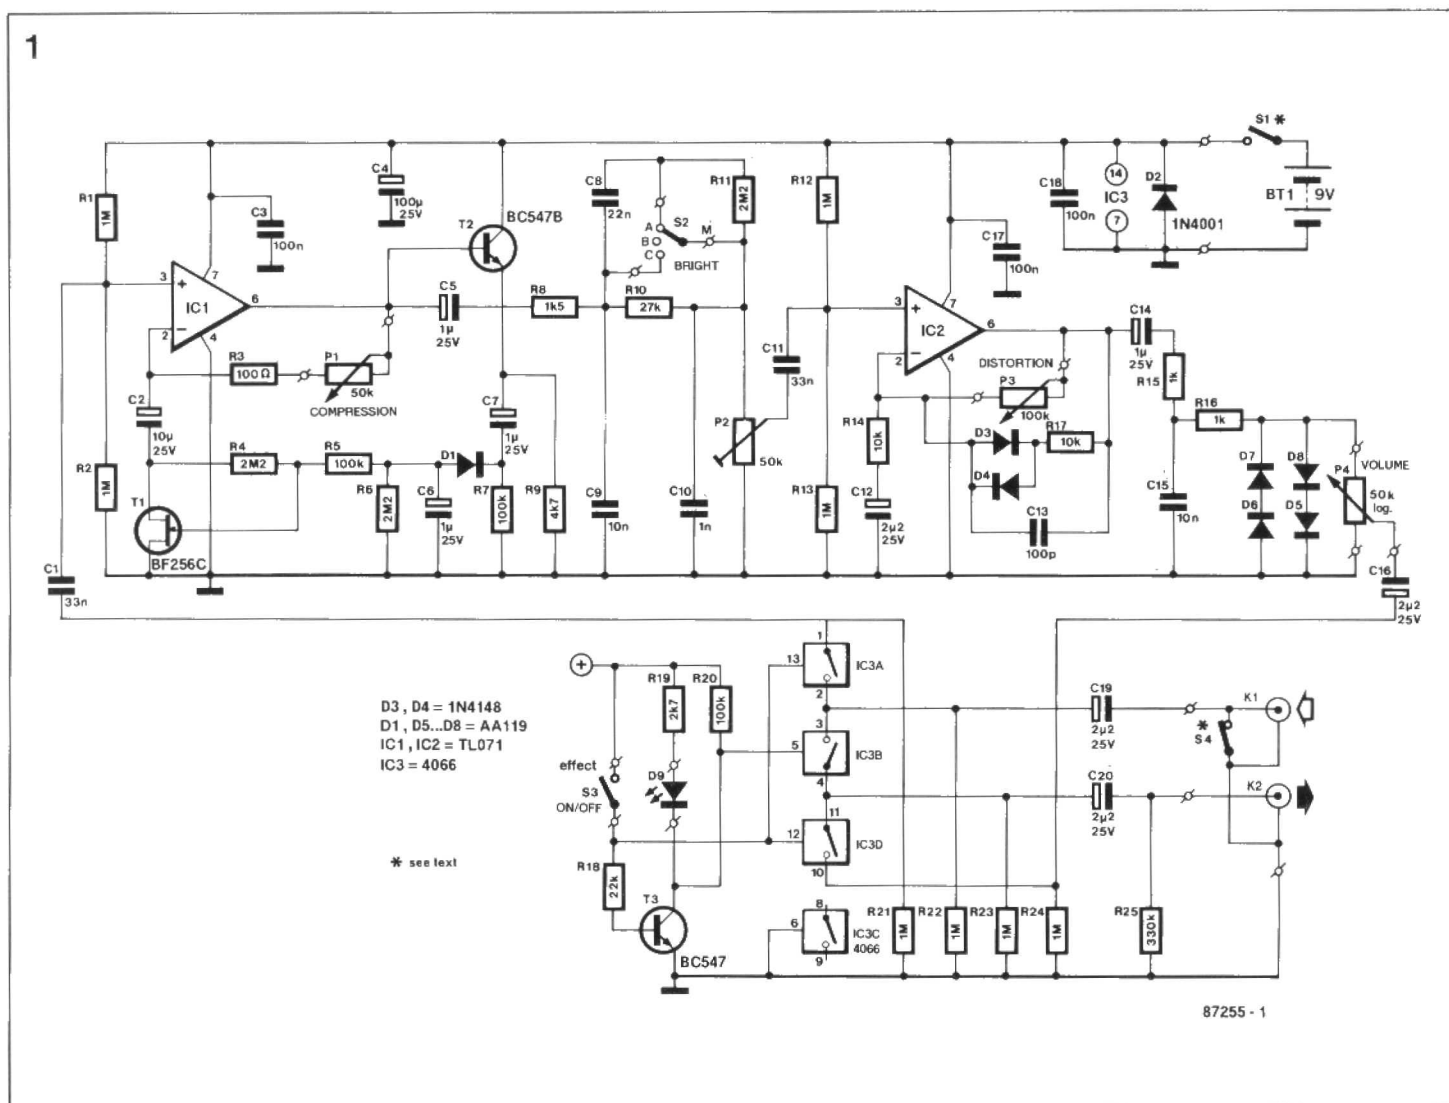 1
S1 *
R1
1M
C3
100n
C4
100μ
25V
T2
BC547B
C8
22n
A
B
C
S2
M
BRIGHT
R11
2M2
R12
1M
C17
100n
C18
100n
14
IC3
7
D2
1N4001
BT1
9V
3
+
7
IC1
6
−
2
4
C5
1μ
25V
R8
1k5
R10
27k
C11
33n
3
+
7
IC2
6
−
2
4
C14
1μ
25V
R15
1k
R16
1k
R3
100Ω
P1
50k
COMPRESSION
DISTORTION
P3
100k
R14
10k
D3
D4
R17
10k
C13
100p
C12
2μ2
25V
C2
10μ
25V
R4
2M2
R5
100k
D1
C7
1μ
25V
R6
2M2
C6
1μ
25V
R7
100k
R9
4k7
C9
10n
C10
1n
P2
50k
R13
1M
D7
D8
D6
D5
P4
VOLUME
50k
log.
C15
10n
C16
2μ2
25V
R2
1M
T1
BF256C
C1
33n
D3, D4 = 1N4148
D1, D5...D8 = AA119
IC1, IC2 = TL071
IC3 = 4066
* see text
+
R19
2k7
R20
100k
effect
S3
ON/OFF
D9
R18
22k
T3
BC547
1
13
IC3A
2
3
5
IC3B
4
11
12
IC3D
10
8
6
IC3C
4066
9
C19
2μ2
25V
K1
*
S4
C20
2μ2
25V
K2
R21
1M
R22
1M
R23
1M
R24
1M
R25
330k
87255 - 1